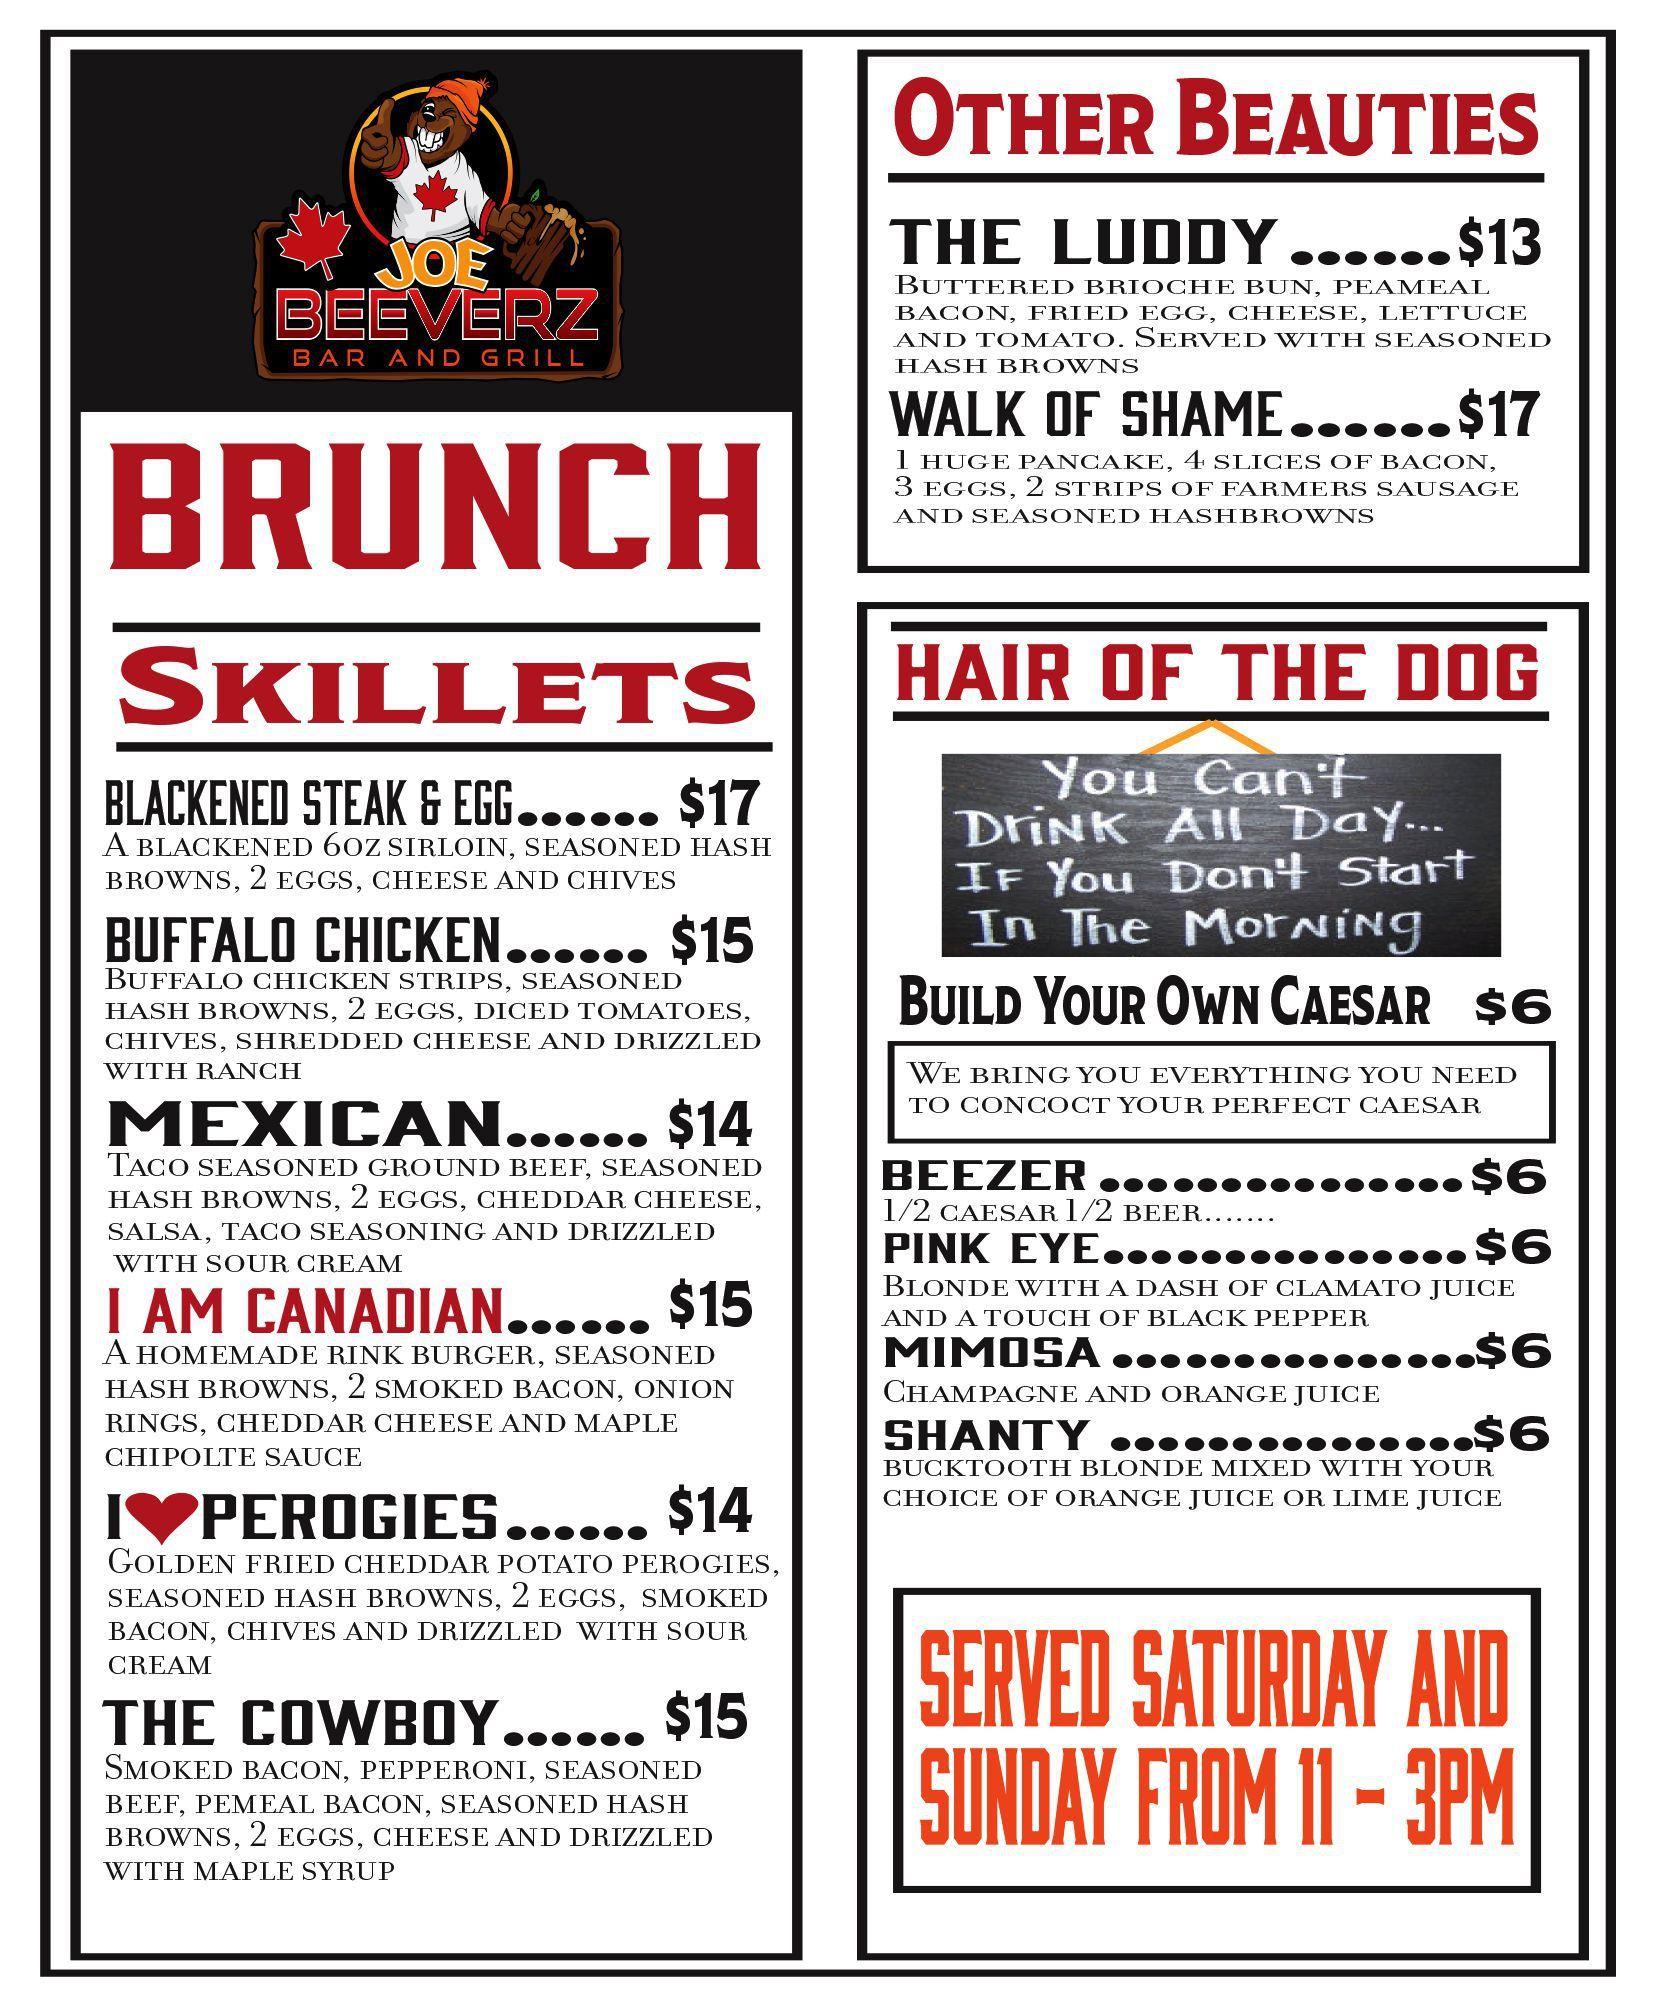 JOE
BEEVERZ
BAR AND GRILL
BRUNCH
SKILLETS
BLACKENED STEAK & EGG...... $17
A BLACKENED 6OZ SIRLOIN, SEASONED HASH
BROWNS, 2 EGGS, CHEESE AND CHIVES
BUFFALO CHICKEN...... $15
BUFFALO CHICKEN STRIPS, SEASONED
HASH BROWNS, 2 EGGS, DICED TOMATOES,
CHIVES, SHREDDED CHEESE AND DRIZZLED
WITH RANCH
MEXICAN...... $14
TACO SEASONED GROUND BEEF, SEASONED
HASH BROWNS, 2 EGGS, CHEDDAR CHEESE,
SALSA, TACO SEASONING AND DRIZZLED
WITH SOUR CREAM
I AM CANADIAN...... $15
A HOMEMADE RINK BURGER, SEASONED
HASH BROWNS, 2 SMOKED BACON, ONION
RINGS, CHEDDAR CHEESE AND MAPLE
CHIPOLTE SAUCE
I♥PEROGIES...... $14
GOLDEN FRIED CHEDDAR POTATO PEROGIES,
SEASONED HASH BROWNS, 2 EGGS, SMOKED
BACON, CHIVES AND DRIZZLED WITH SOUR
CREAM
THE COWBOY...... $15
SMOKED BACON, PEPPERONI, SEASONED
BEEF, PEMEAL BACON, SEASONED HASH
BROWNS, 2 EGGS, CHEESE AND DRIZZLED
WITH MAPLE SYRUP
OTHER BEAUTIES
THE LUDDY......$13
BUTTERED BRIOCHE BUN, PEAMEAL
BACON, FRIED EGG, CHEESE, LETTUCE
AND TOMATO. SERVED WITH SEASONED
HASH BROWNS
WALK OF SHAME......$17
1 HUGE PANCAKE, 4 SLICES OF BACON,
3 EGGS, 2 STRIPS OF FARMERS SAUSAGE
AND SEASONED HASHBROWNS
HAIR OF THE DOG
You Can't
Drink All Day...
If You Don't Start
In The Morning
BUILD YOUR OWN CAESAR $6
WE BRING YOU EVERYTHING YOU NEED
TO CONCOCT YOUR PERFECT CAESAR
BEEZER ...............$6
1/2 CAESAR 1/2 BEER.......
PINK EYE...............$6
BLONDE WITH A DASH OF CLAMATO JUICE
AND A TOUCH OF BLACK PEPPER
MIMOSA ...............$6
CHAMPAGNE AND ORANGE JUICE
SHANTY ...............$6
BUCKTOOTH BLONDE MIXED WITH YOUR
CHOICE OF ORANGE JUICE OR LIME JUICE
SERVED SATURDAY AND
SUNDAY FROM 11 - 3PM